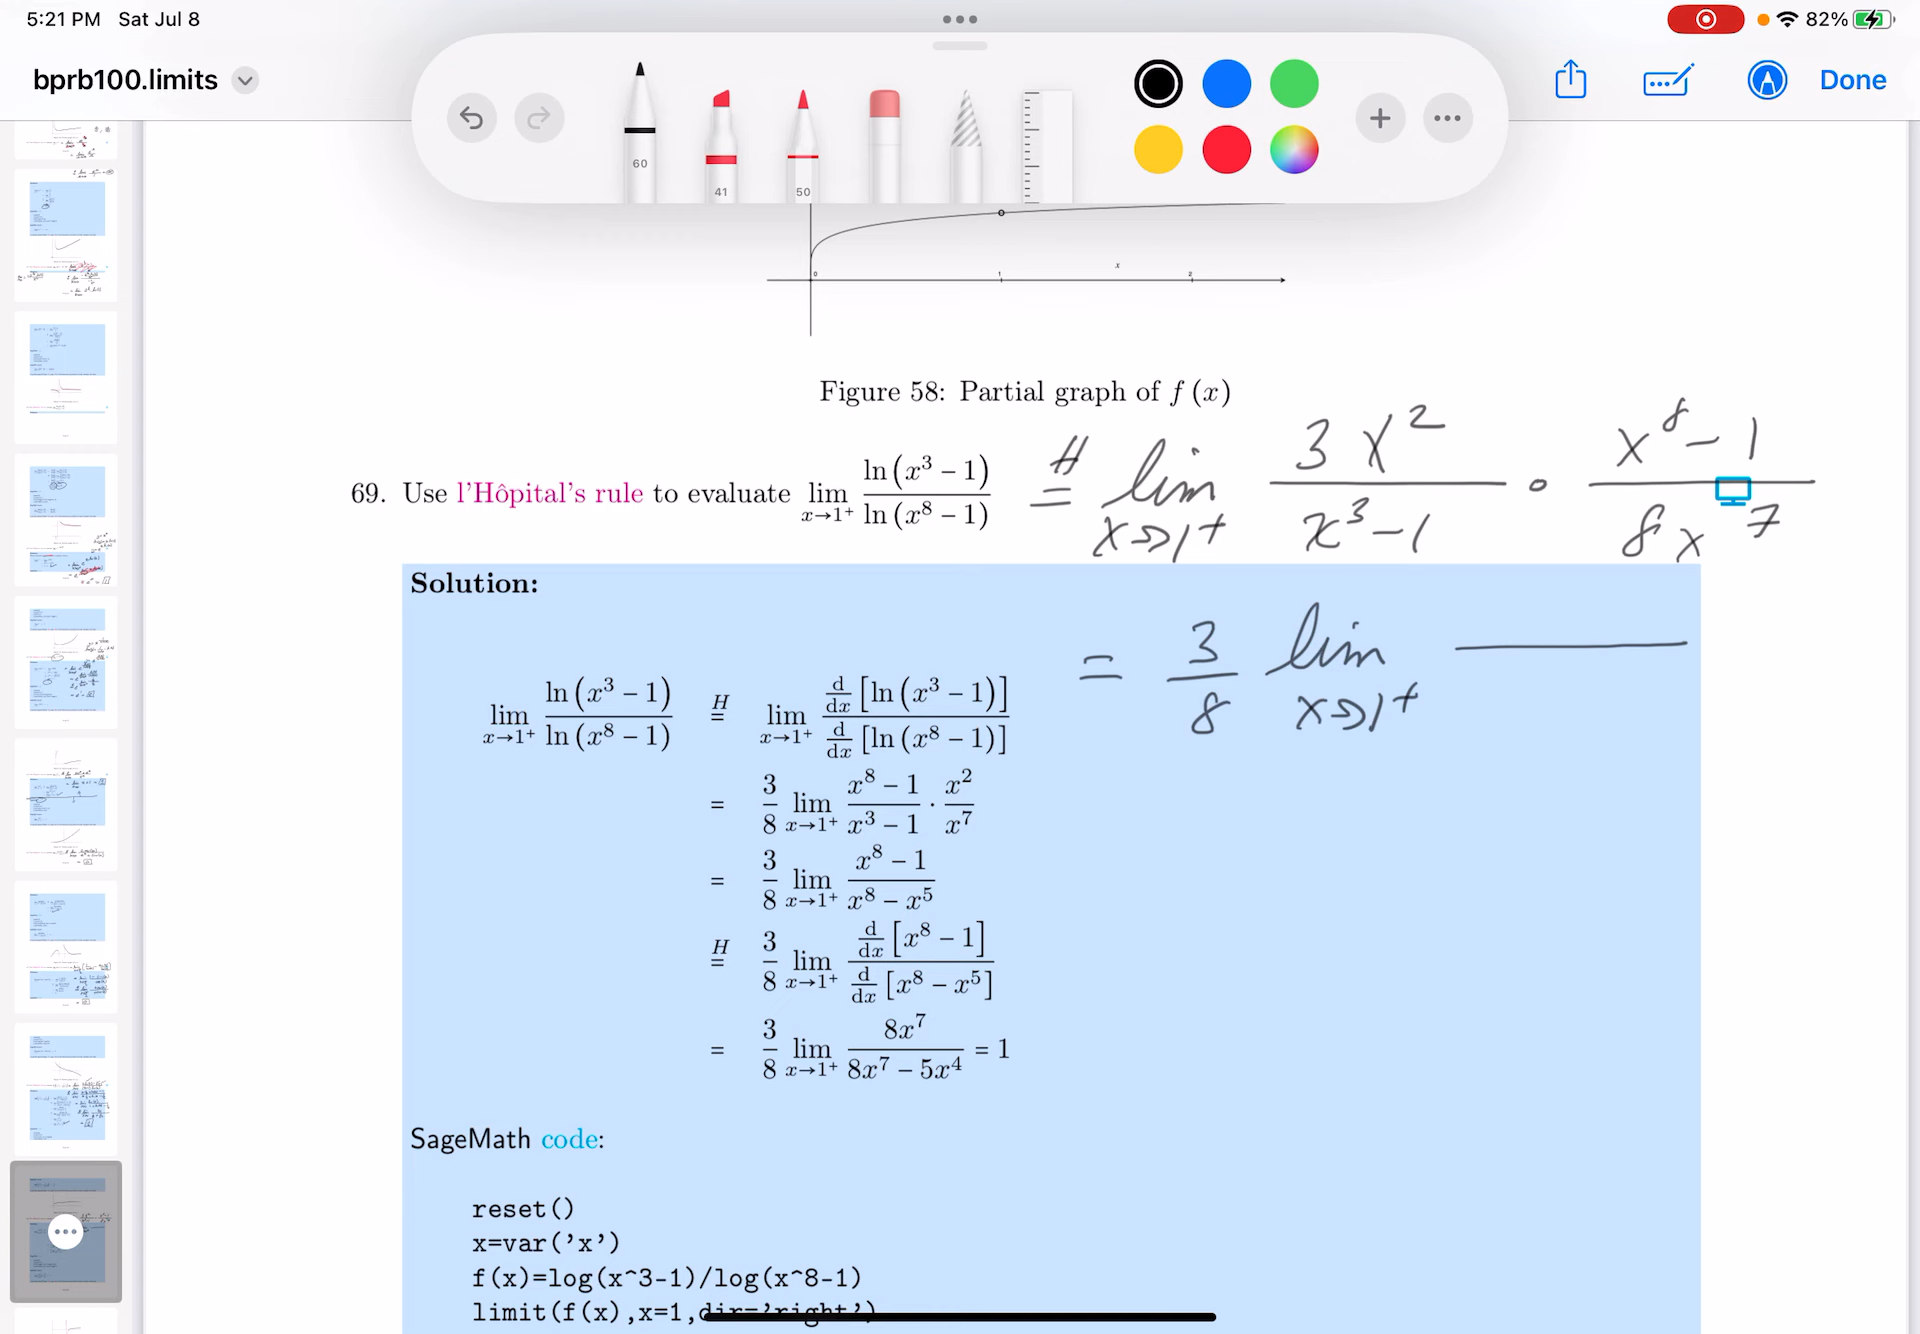 5:21 PM Sat Jul 8
82%
bprb100.limits
Done
60 41 50
0 1 x 2
Figure 58: Partial graph of f (x)
69. Use l'Hôpital's rule to evaluate lim x→1⁺ ln(x³ − 1) / ln(x⁸ − 1) =ᴴ lim x→1⁺ 3x² / x³−1 · x⁸−1 / 8x⁷
Solution:
= 3/8 lim x→1⁺
lim x→1⁺ ln(x³ − 1) / ln(x⁸ − 1) =ᴴ lim x→1⁺ d/dx [ln(x³ − 1)] / d/dx [ln(x⁸ − 1)]
= 3/8 lim x→1⁺ x⁸ − 1 / x³ − 1 · x² / x⁷
= 3/8 lim x→1⁺ x⁸ − 1 / x⁸ − x⁵
=ᴴ 3/8 lim x→1⁺ d/dx [x⁸ − 1] / d/dx [x⁸ − x⁵]
= 3/8 lim x→1⁺ 8x⁷ / 8x⁷ − 5x⁴ = 1
SageMath code:
reset()
x=var('x')
f(x)=log(x^3-1)/log(x^8-1)
limit(f(x),x=1,dir='right')